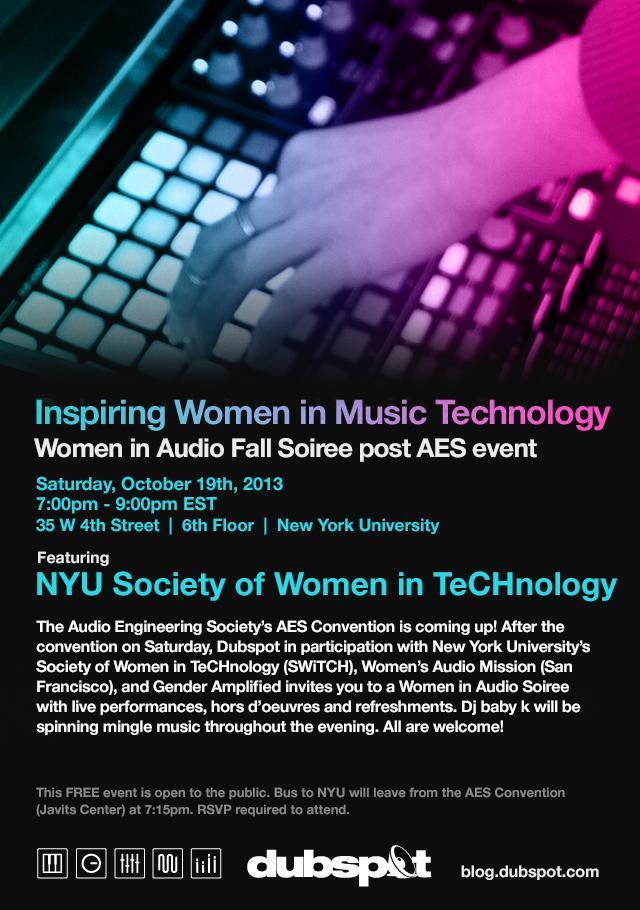 Inspiring Women in Music Technology
Women in Audio Fall Soiree post AES event
Saturday, October 19th, 2013
7:00pm - 9:00pm EST
35 W 4th Street | 6th Floor | New York University
Featuring
NYU Society of Women in TeCHnology
The Audio Engineering Society's AES Convention is coming up! After the
convention on Saturday, Dubspot in participation with New York University's
Society of Women in TeCHnology (SWiTCH), Women's Audio Mission (San
Francisco), and Gender Amplified invites you to a Women in Audio Soiree
with live performances, hors d'oeuvres and refreshments. Dj baby k will be
spinning mingle music throughout the evening. All are welcome!
This FREE event is open to the public. Bus to NYU will leave from the AES Convention
(Javits Center) at 7:15pm. RSVP required to attend.
dubspot
blog.dubspot.com